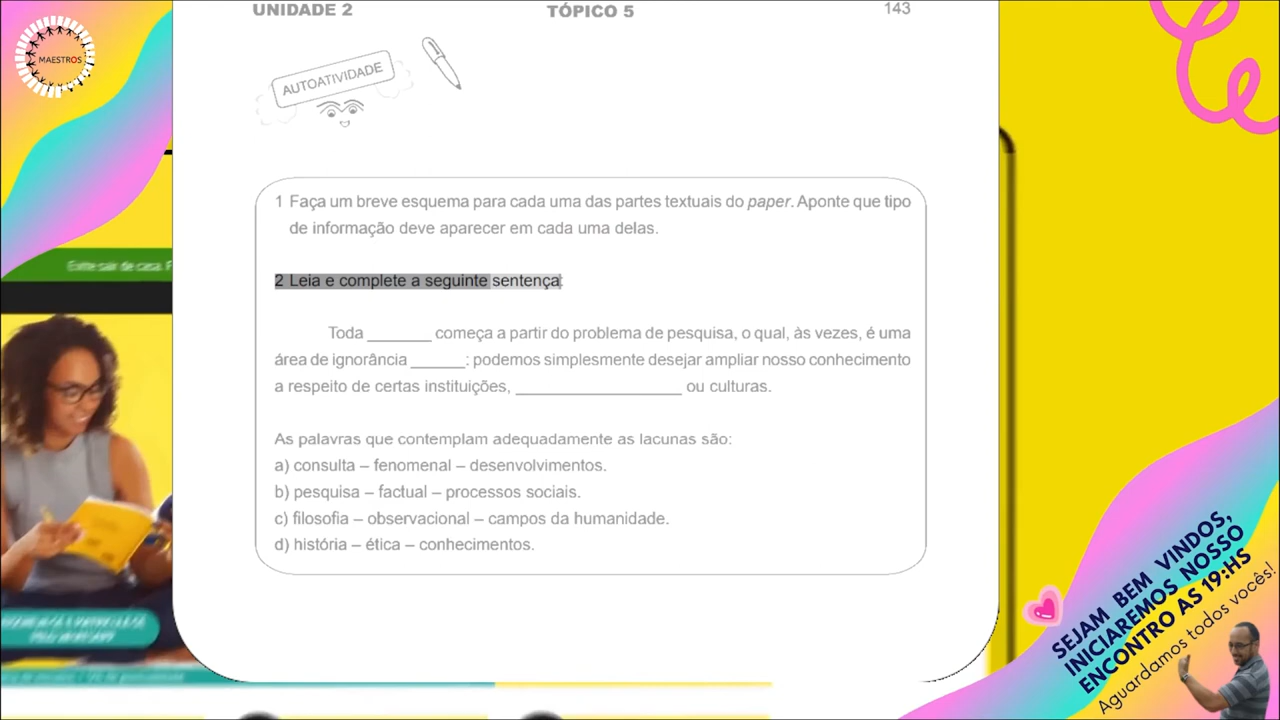 UNIDADE 2
TÓPICO 5
143
MAESTROS
AUTOATIVIDADE
1 Faça um breve esquema para cada uma das partes textuais do paper. Aponte que tipo
de informação deve aparecer em cada uma delas.
2 Leia e complete a seguinte sentença:
Toda _______ começa a partir do problema de pesquisa, o qual, às vezes, é uma
área de ignorância ______: podemos simplesmente desejar ampliar nosso conhecimento
a respeito de certas instituições, __________________ ou culturas.
As palavras que contemplam adequadamente as lacunas são:
a) consulta – fenomenal – desenvolvimentos.
b) pesquisa – factual – processos sociais.
c) filosofia – observacional – campos da humanidade.
d) história – ética – conhecimentos.
Evite sair de casa.
SEJAM BEM VINDOS,
INICIAREMOS NOSSO
ENCONTRO AS 19:HS
Aguardamos todos vocês!